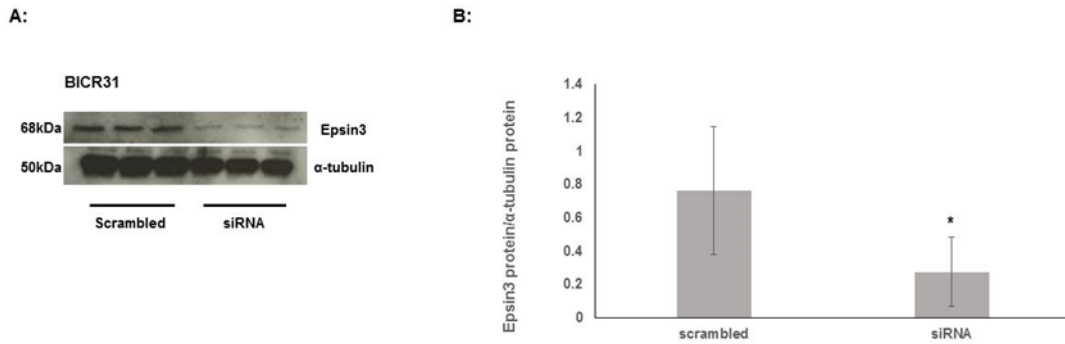 A:
BICR31
68kDa
Epsin3
50kDa
α-tubulin
Scrambled
siRNA
B:
Epsin3 protein/α-tubulin protein
1.4
1.2
1
0.8
0.6
0.4
0.2
0
*
scrambled
siRNA